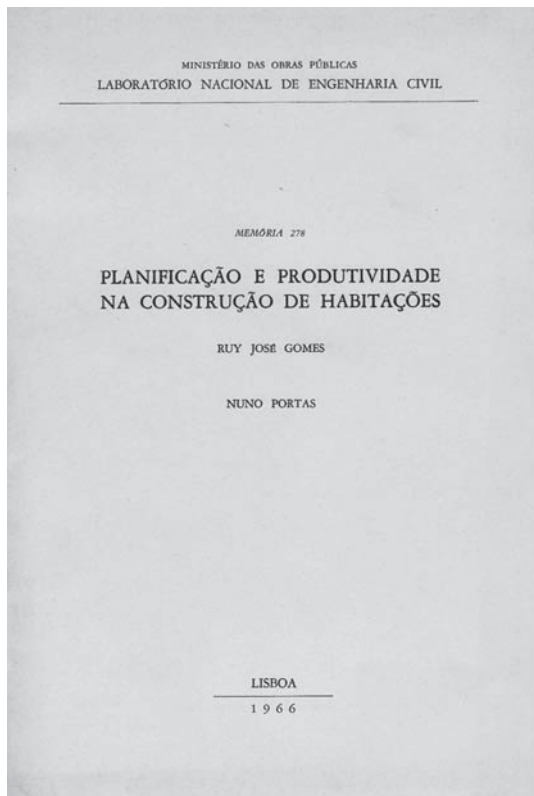 MINISTÉRIO DAS OBRAS PÚBLICAS
LABORATÓRIO NACIONAL DE ENGENHARIA CIVIL
MEMÓRIA 278
PLANIFICAÇÃO E PRODUTIVIDADE
NA CONSTRUÇÃO DE HABITAÇÕES
RUY JOSÉ GOMES
NUNO PORTAS
LISBOA
1966